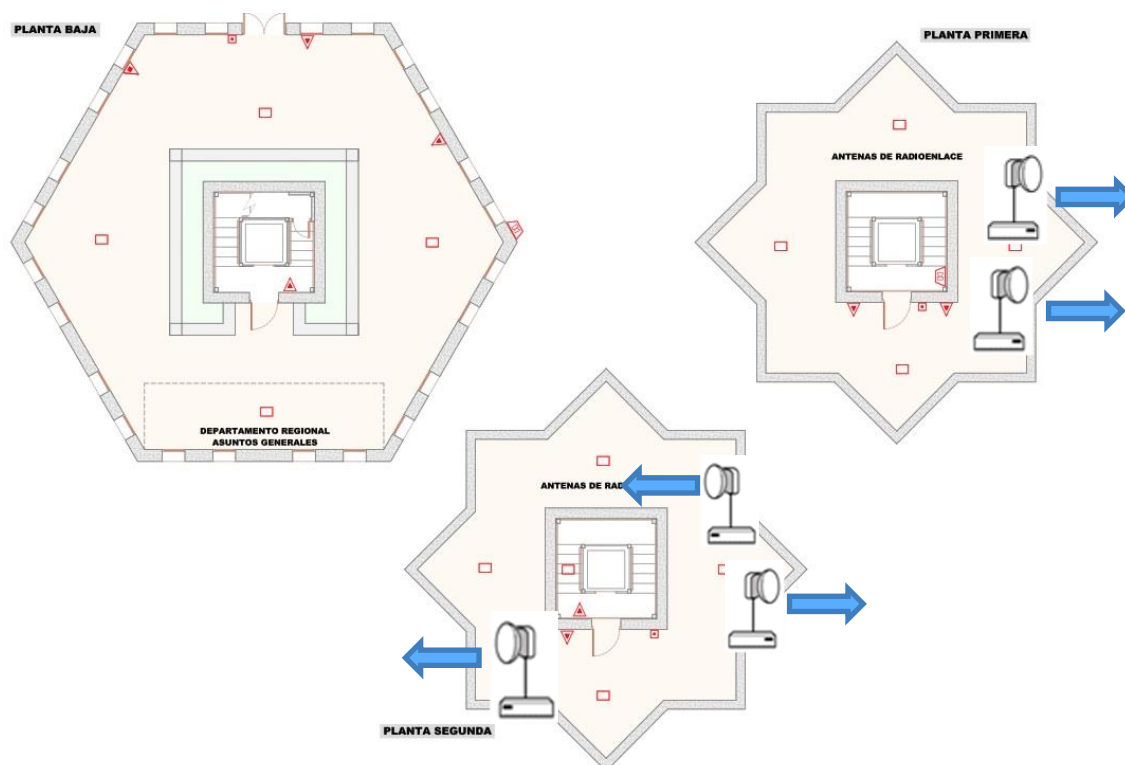 PLANTA BAJA
PLANTA PRIMERA
ANTENAS DE RADIOENLACE
DEPARTAMENTO REGIONAL
ASUNTOS GENERALES
ANTENAS DE RAD
PLANTA SEGUNDA